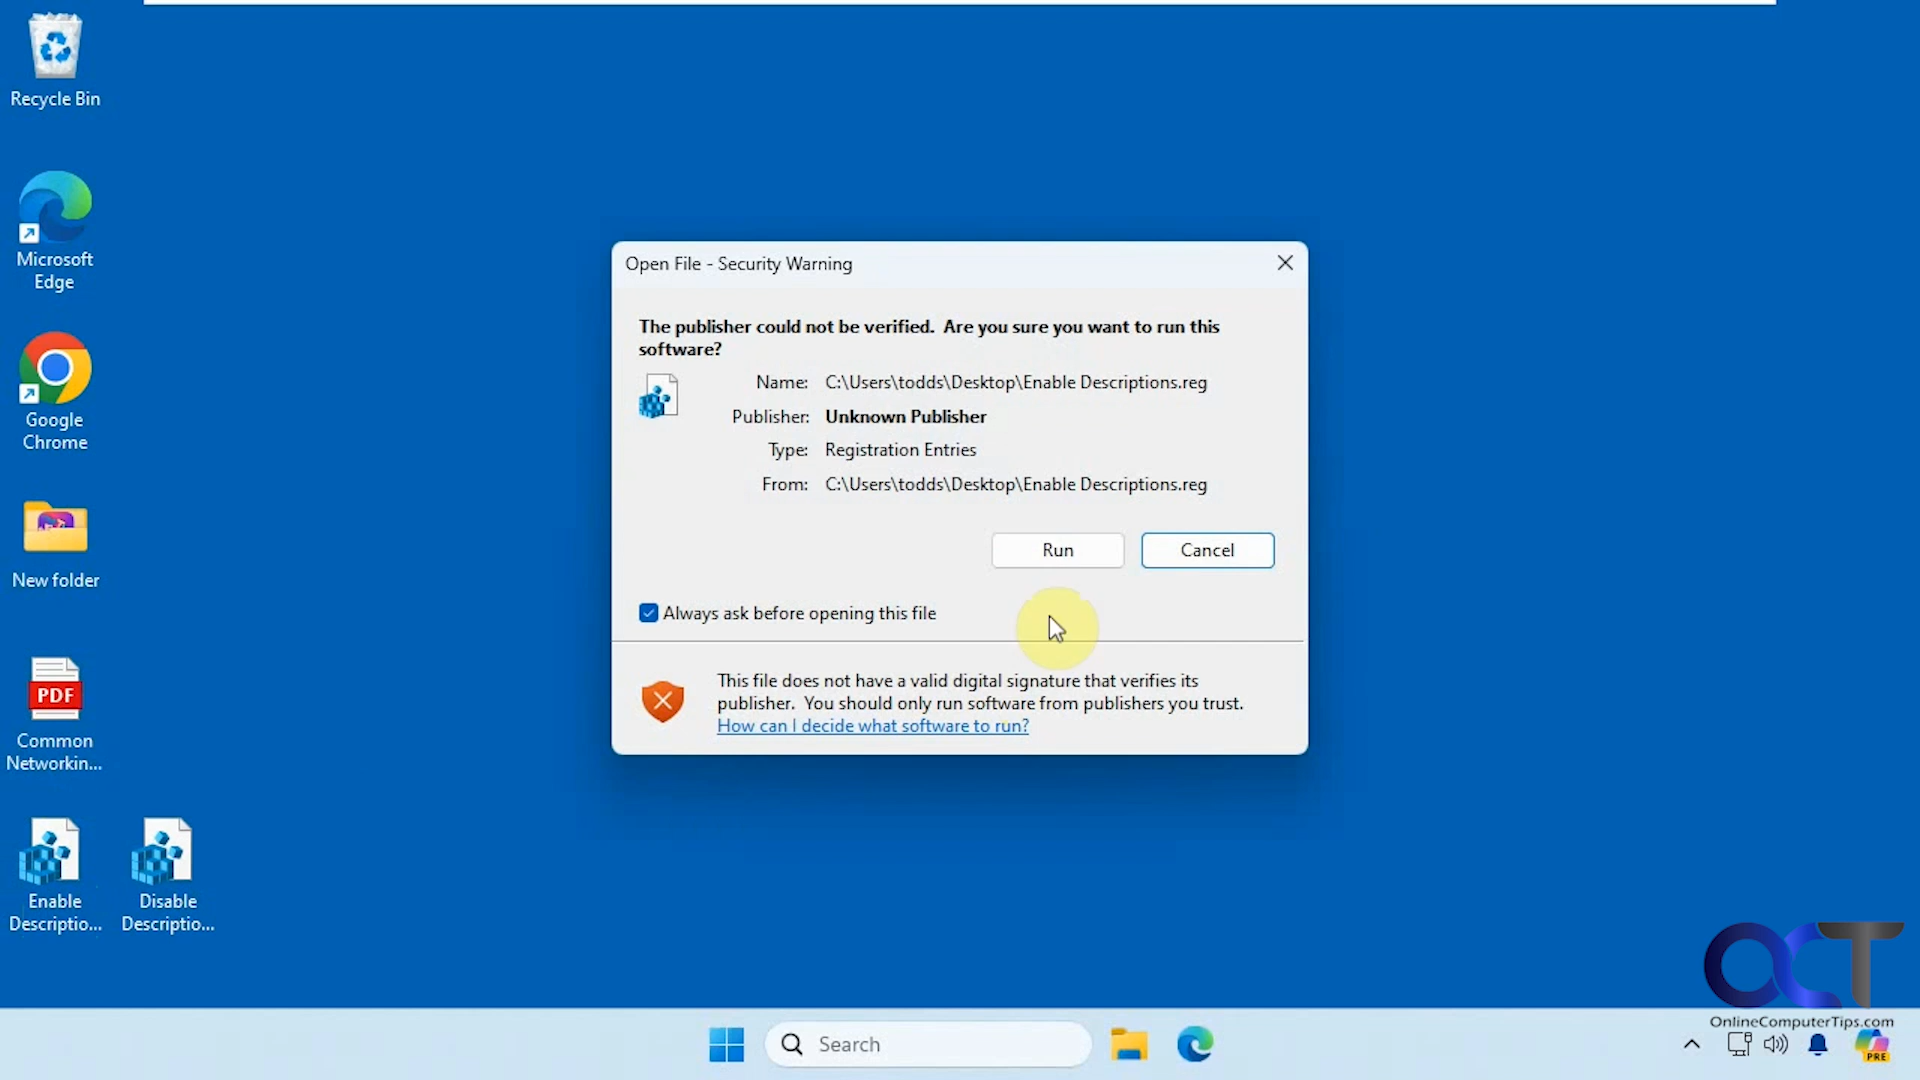 Recycle Bin
Microsoft
Edge
Google
Chrome
New folder
PDF
Common
Networkin...
Enable
Descriptio...
Disable
Descriptio...
Open File - Security Warning
The publisher could not be verified.  Are you sure you want to run this
software?
Name: C:\Users\todds\Desktop\Enable Descriptions.reg
Publisher: Unknown Publisher
Type: Registration Entries
From: C:\Users\todds\Desktop\Enable Descriptions.reg
Run Cancel
Always ask before opening this file
This file does not have a valid digital signature that verifies its
publisher.  You should only run software from publishers you trust.
How can I decide what software to run?
OCT
OnlineComputerTips.com
Search
PRE